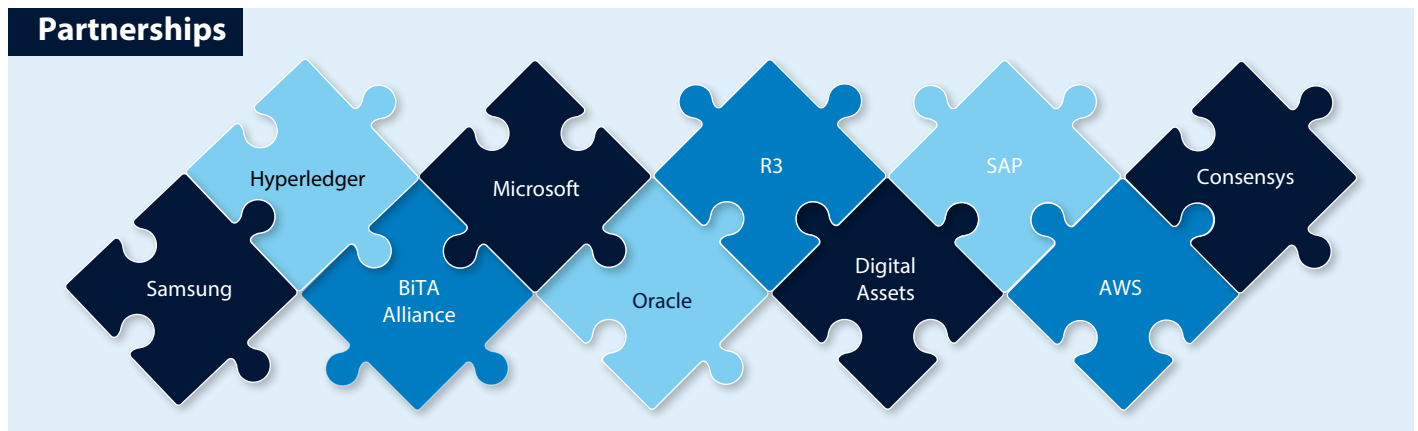 Partnerships
Hyperledger
Microsoft
R3
SAP
Consensys
Samsung
BiTA
Alliance
Oracle
Digital
Assets
AWS